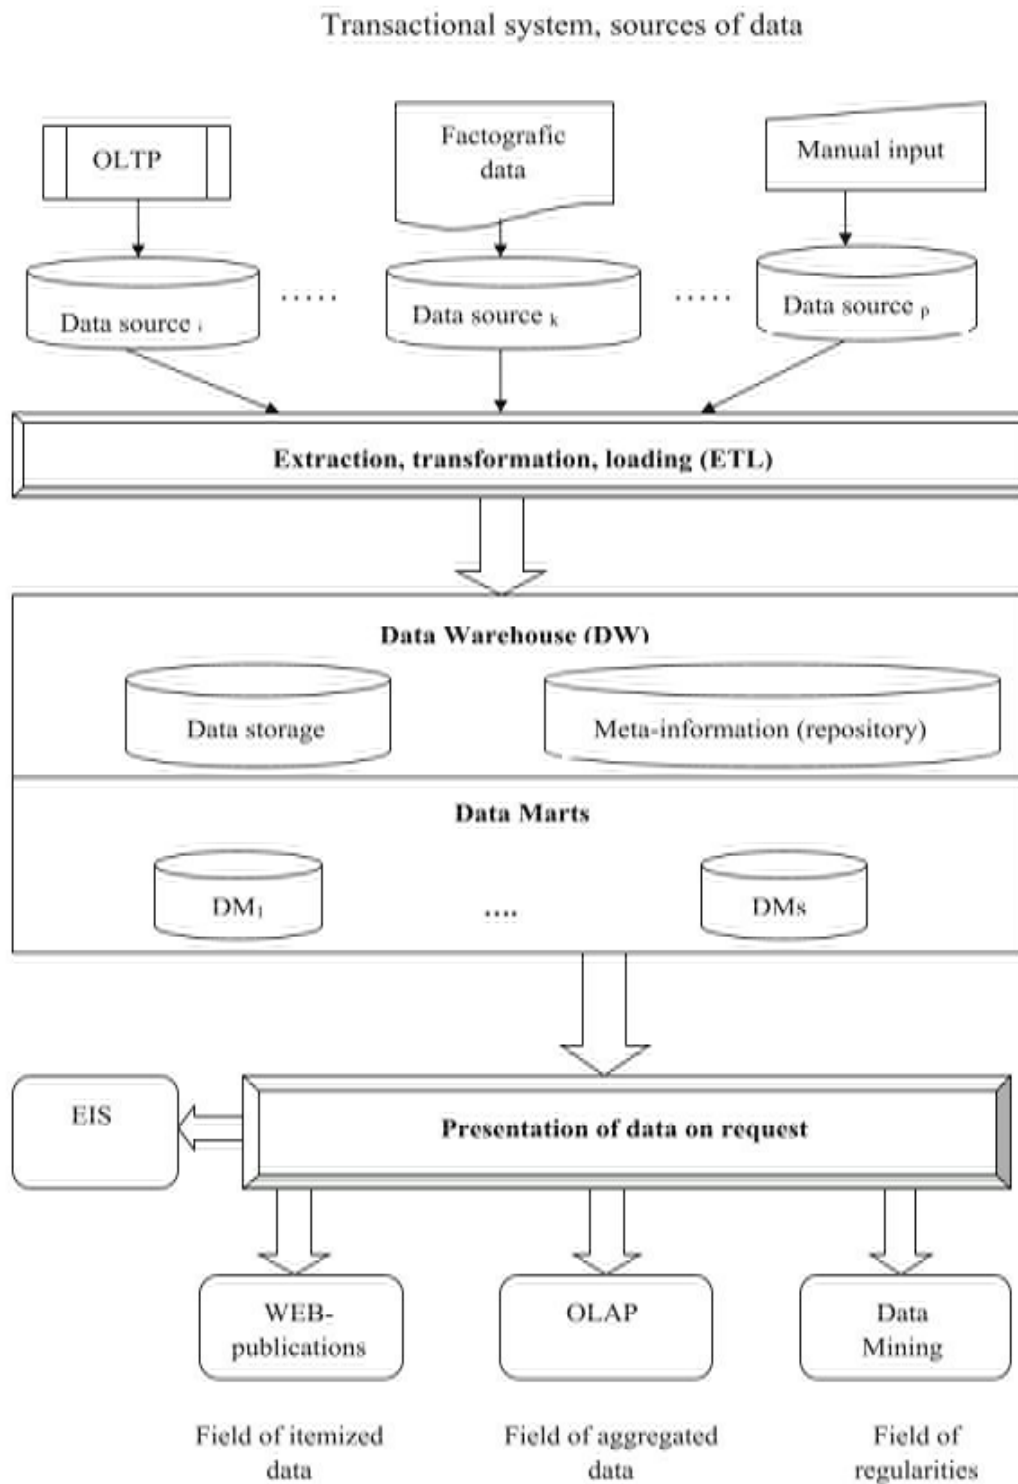 Transactional system, sources of data
OLTP
Factografic
data
Manual input
.....
.....
Data source i
Data source k
Data source p
Extraction, transformation, loading (ETL)
Data Warehouse (DW)
Data storage
Meta-information (repository)
Data Marts
DM1
....
DMs
EIS
Presentation of data on request
WEB-
publications
OLAP
Data
Mining
Field of itemized
data
Field of aggregated
data
Field of
regularities